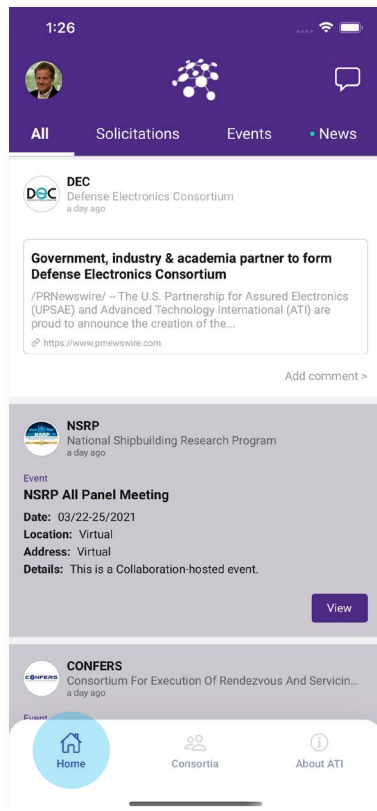 1:26
All Solicitations Events News
DEC
DEC
Defense Electronics Consortium
a day ago
Government, industry & academia partner to form
Defense Electronics Consortium
/PRNewswire/ -- The U.S. Partnership for Assured Electronics
(UPSAE) and Advanced Technology International (ATI) are
proud to announce the creation of the...
https://www.prnewswire.com
Add comment >
NSRP
NSRP
National Shipbuilding Research Program
a day ago
Event
NSRP All Panel Meeting
Date: 03/22-25/2021
Location: Virtual
Address: Virtual
Details: This is a Collaboration-hosted event.
View
CONFERS
CONFERS
Consortium For Execution Of Rendezvous And Servicin...
a day ago
Event
Home Consortia About ATI